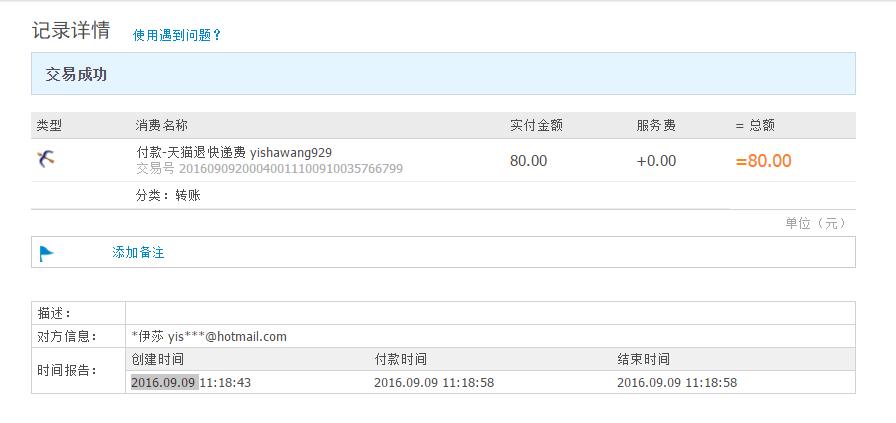 记录详情 使用遇到问题？
交易成功
类型 消费名称 实付金额 服务费 = 总额
付款-天猫退快递费 yishawang929 80.00 +0.00 =80.00
交易号 20160909200040011100910035766799
分类：转账
单位（元）
添加备注
描述：
对方信息： *伊莎 yis***@hotmail.com
时间报告： 创建时间 付款时间 结束时间
2016.09.09 11:18:43 2016.09.09 11:18:58 2016.09.09 11:18:58